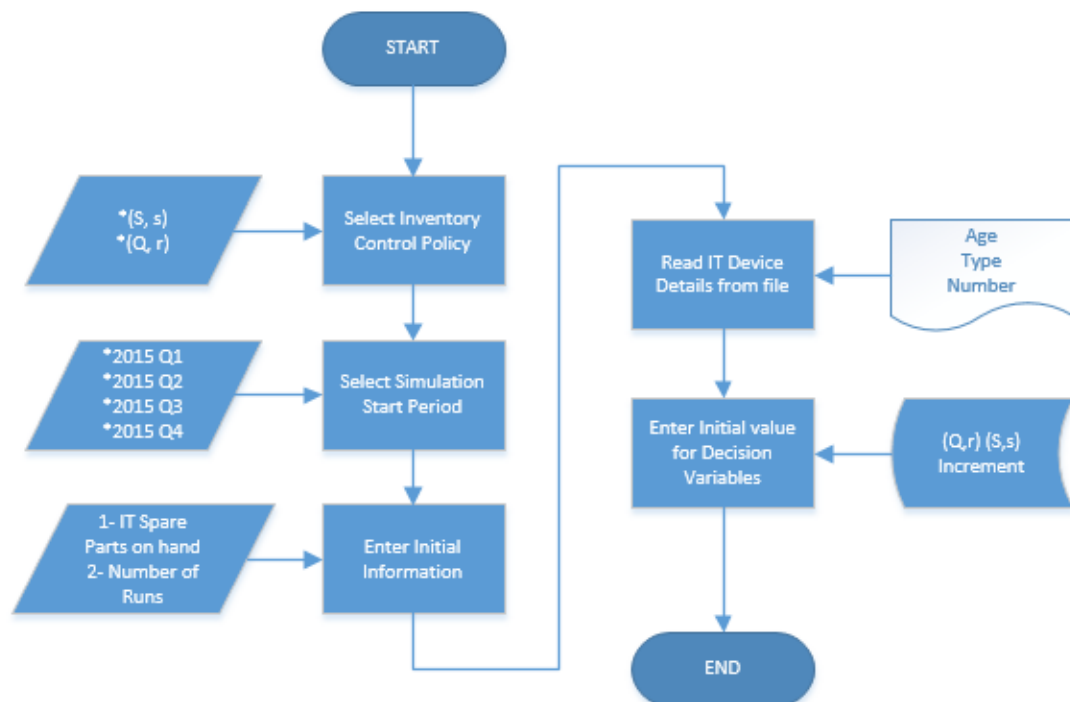 START
*(S, s)
*(Q, r)
Select Inventory
Control Policy
*2015 Q1
*2015 Q2
*2015 Q3
*2015 Q4
Select Simulation
Start Period
1- IT Spare
Parts on hand
2- Number of
Runs
Enter Initial
Information
Read IT Device
Details from file
Age
Type
Number
Enter Initial value
for Decision
Variables
(Q,r) (S,s)
Increment
END